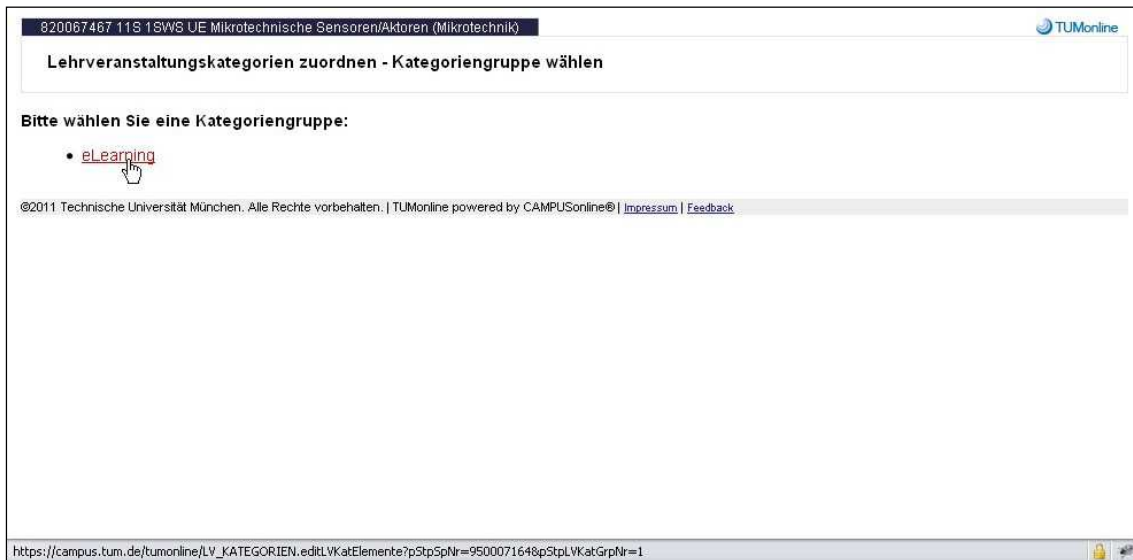 820067467 11S 1SWS UE Mikrotechnische Sensoren/Aktoren (Mikrotechnik)
TUMonline
Lehrveranstaltungskategorien zuordnen - Kategoriengruppe wählen
Bitte wählen Sie eine Kategoriengruppe:
• eLearning
©2011 Technische Universität München. Alle Rechte vorbehalten. | TUMonline powered by CAMPUSonline® | Impressum | Feedback
https://campus.tum.de/tumonline/LV_KATEGORIEN.editLVKatElemente?pStpSpNr=950007164&pStpLVKatGrpNr=1